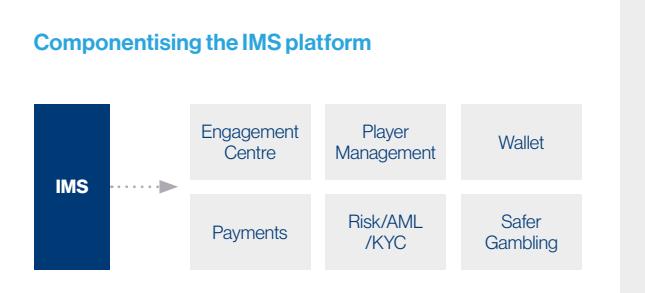 Componentising the IMS platform
IMS
Engagement
Centre
Player
Management
Wallet
Payments
Risk/AML
/KYC
Safer
Gambling